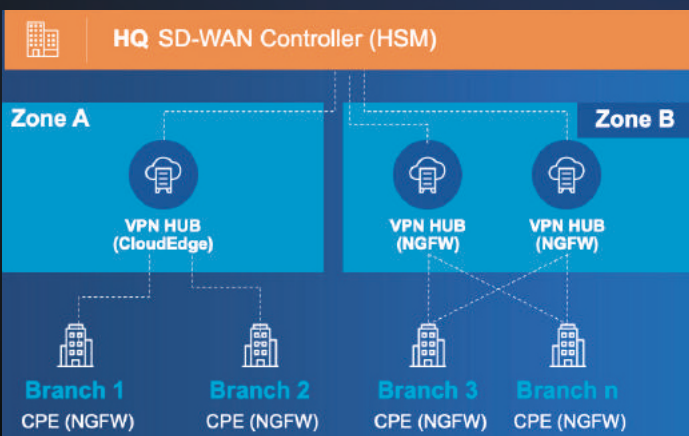 HQ SD-WAN Controller (HSM)
Zone A
Zone B
VPN HUB
(CloudEdge)
VPN HUB
(NGFW)
VPN HUB
(NGFW)
Branch 1
CPE (NGFW)
Branch 2
CPE (NGFW)
Branch 3
CPE (NGFW)
Branch n
CPE (NGFW)